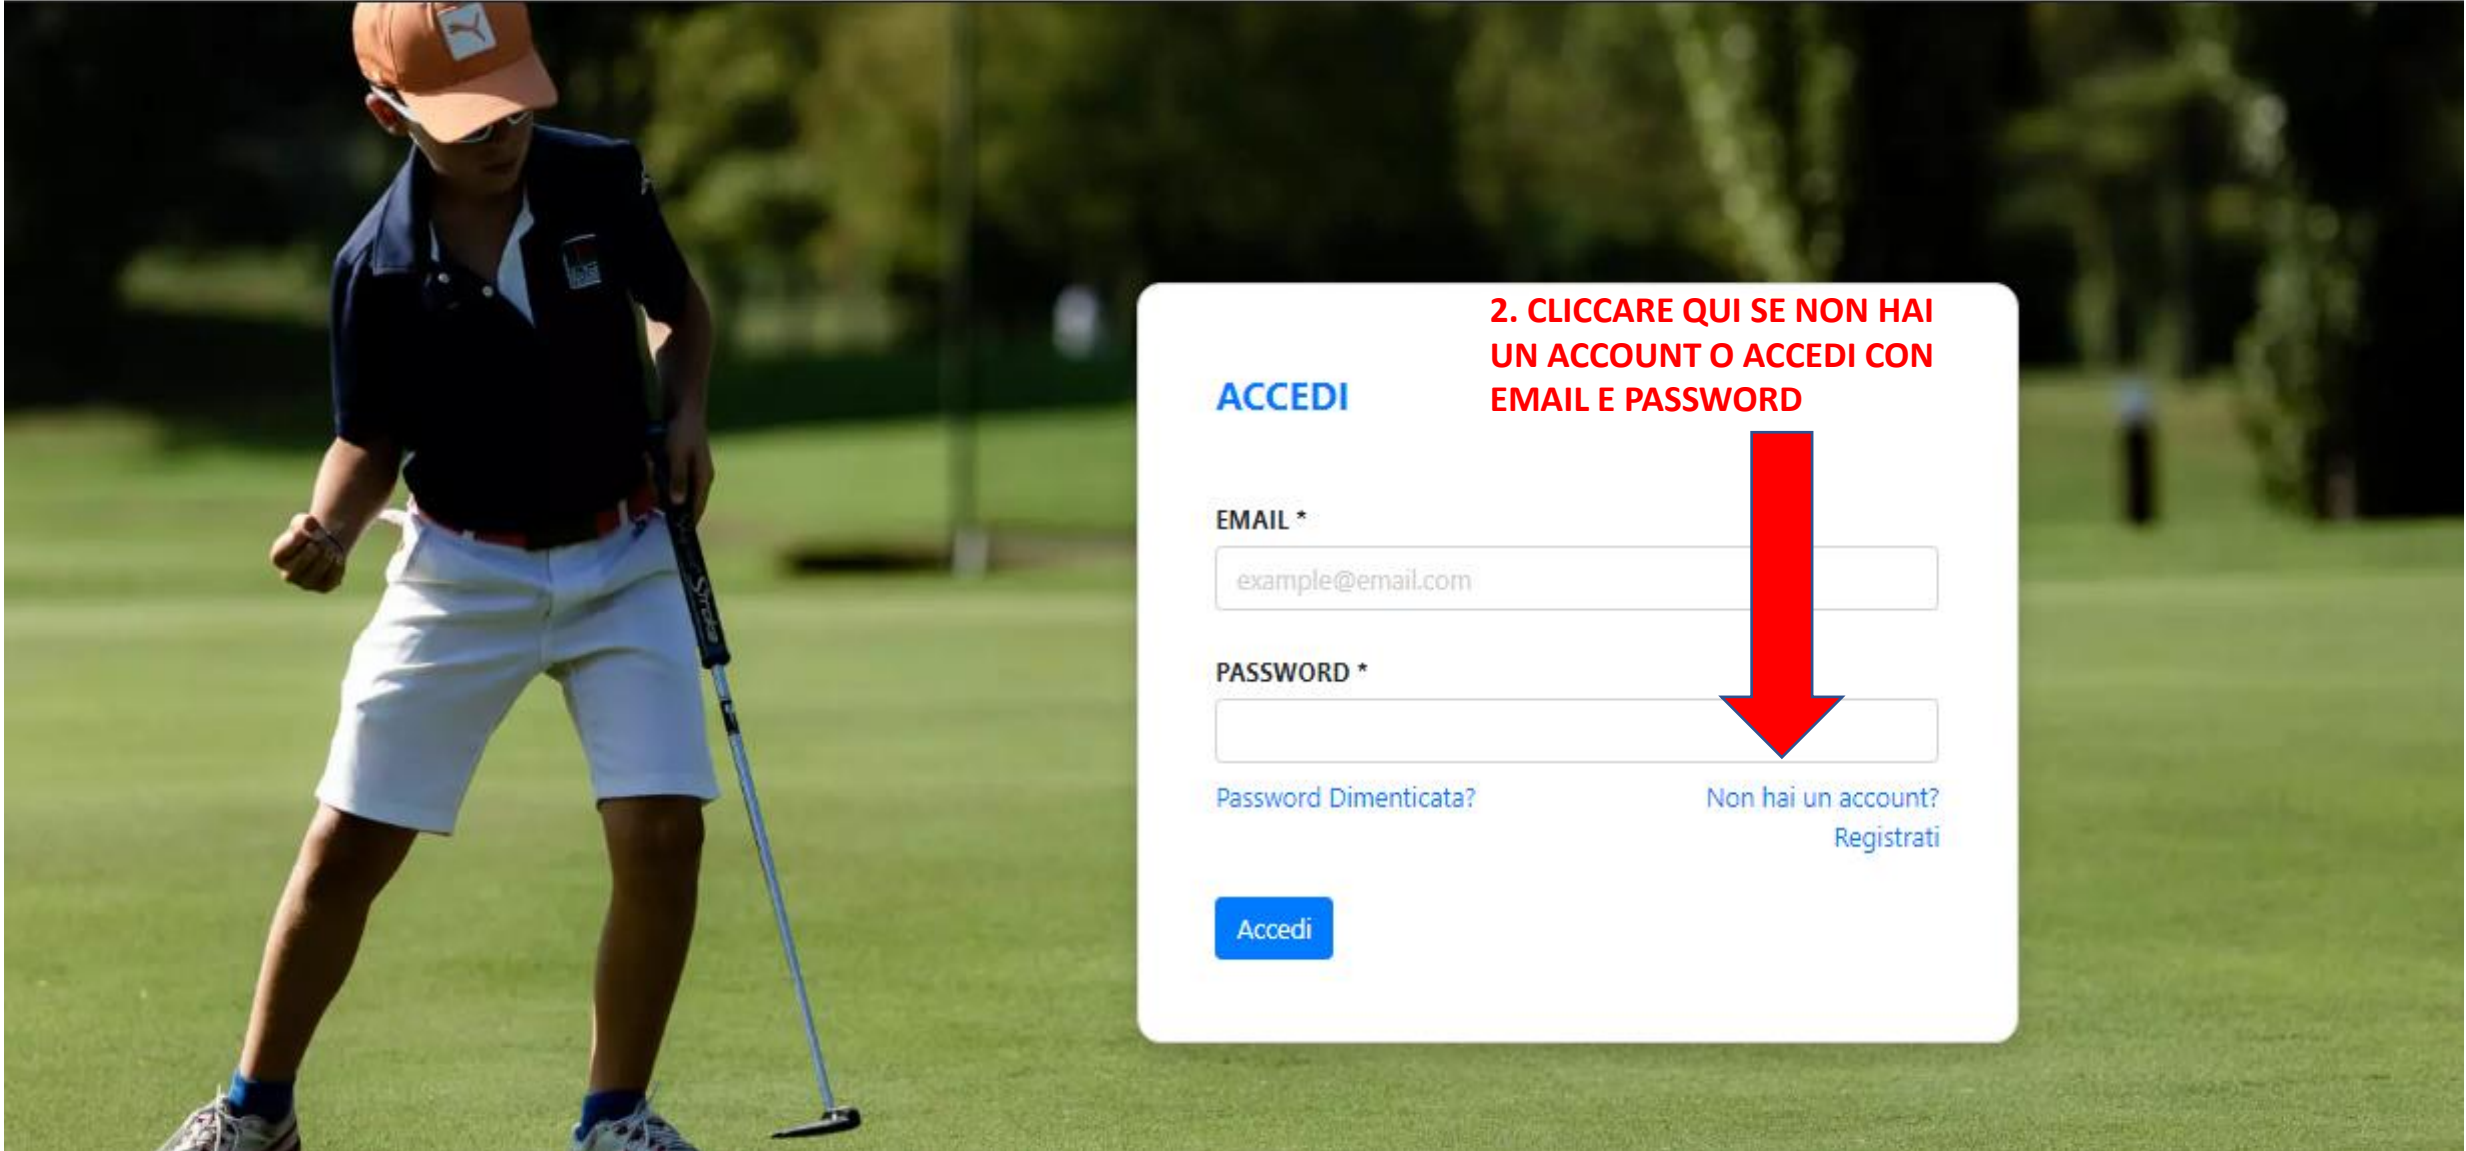 2. CLICCARE QUI SE NON HAI
UN ACCOUNT O ACCEDI CON
EMAIL E PASSWORD
ACCEDI
EMAIL *
example@email.com
PASSWORD *
Password Dimenticata?
Non hai un account?
Registrati
Accedi